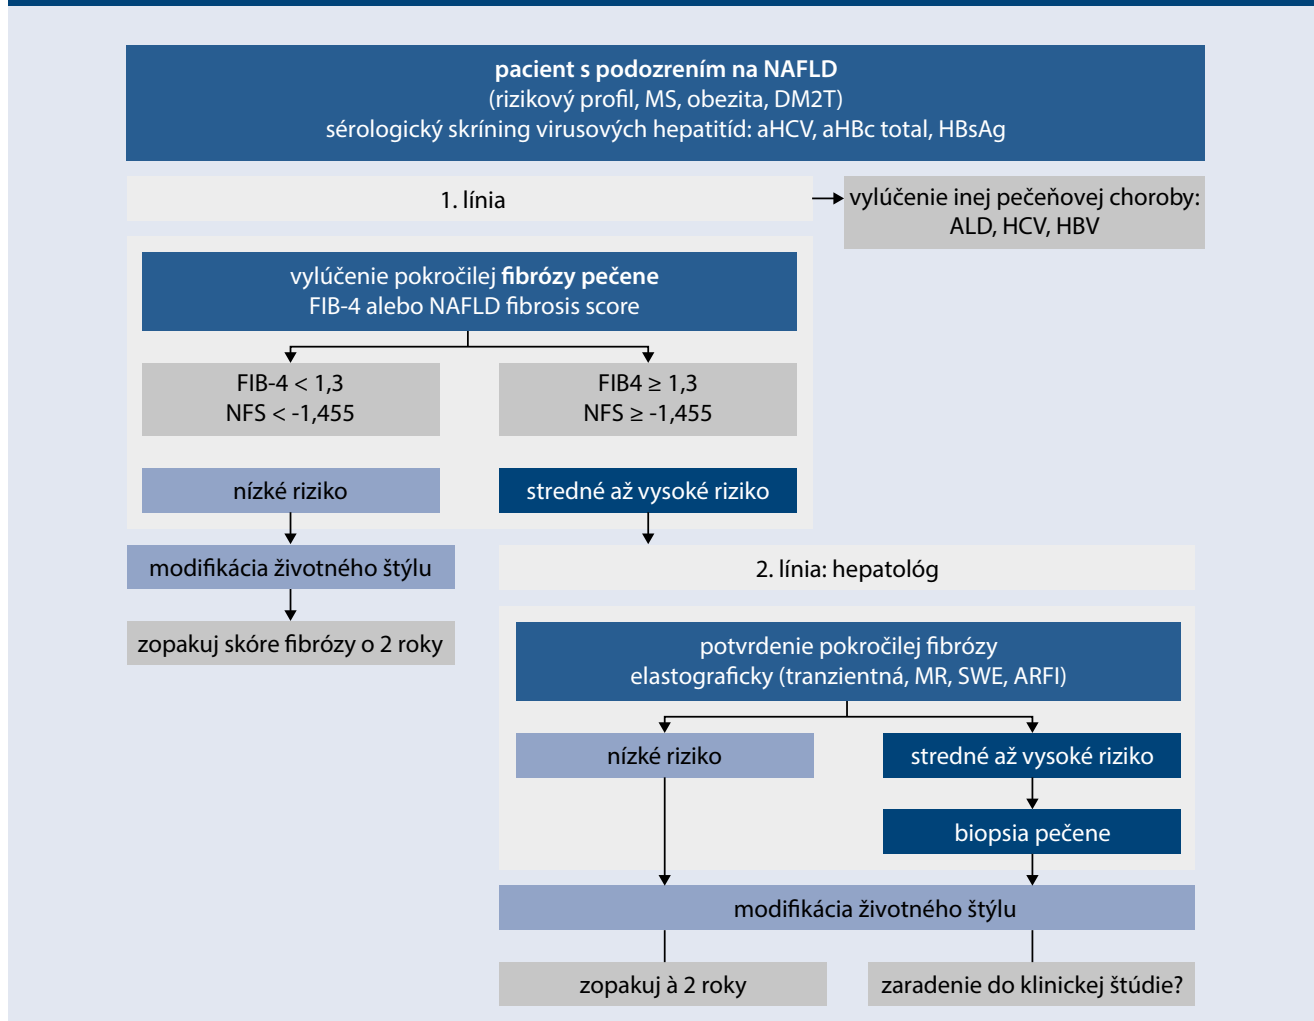 pacient s podozrením na NAFLD
(rizikový profil, MS, obezita, DM2T)
sérologický skríning virusových hepatitíd: aHCV, aHBc total, HBsAg
1. línia
vylúčenie inej pečeňovej choroby:
ALD, HCV, HBV
vylúčenie pokročilej fibrózy pečene
FIB-4 alebo NAFLD fibrosis score
FIB-4 < 1,3
NFS < -1,455
FIB4 ≥ 1,3
NFS ≥ -1,455
nízké riziko
stredné až vysoké riziko
modifikácia životného štýlu
2. línia: hepatológ
zopakuj skóre fibrózy o 2 roky
potvrdenie pokročilej fibrózy
elastograficky (tranzientná, MR, SWE, ARFI)
nízké riziko
stredné až vysoké riziko
biopsia pečene
modifikácia životného štýlu
zopakuj à 2 roky
zaradenie do klinickej štúdie?